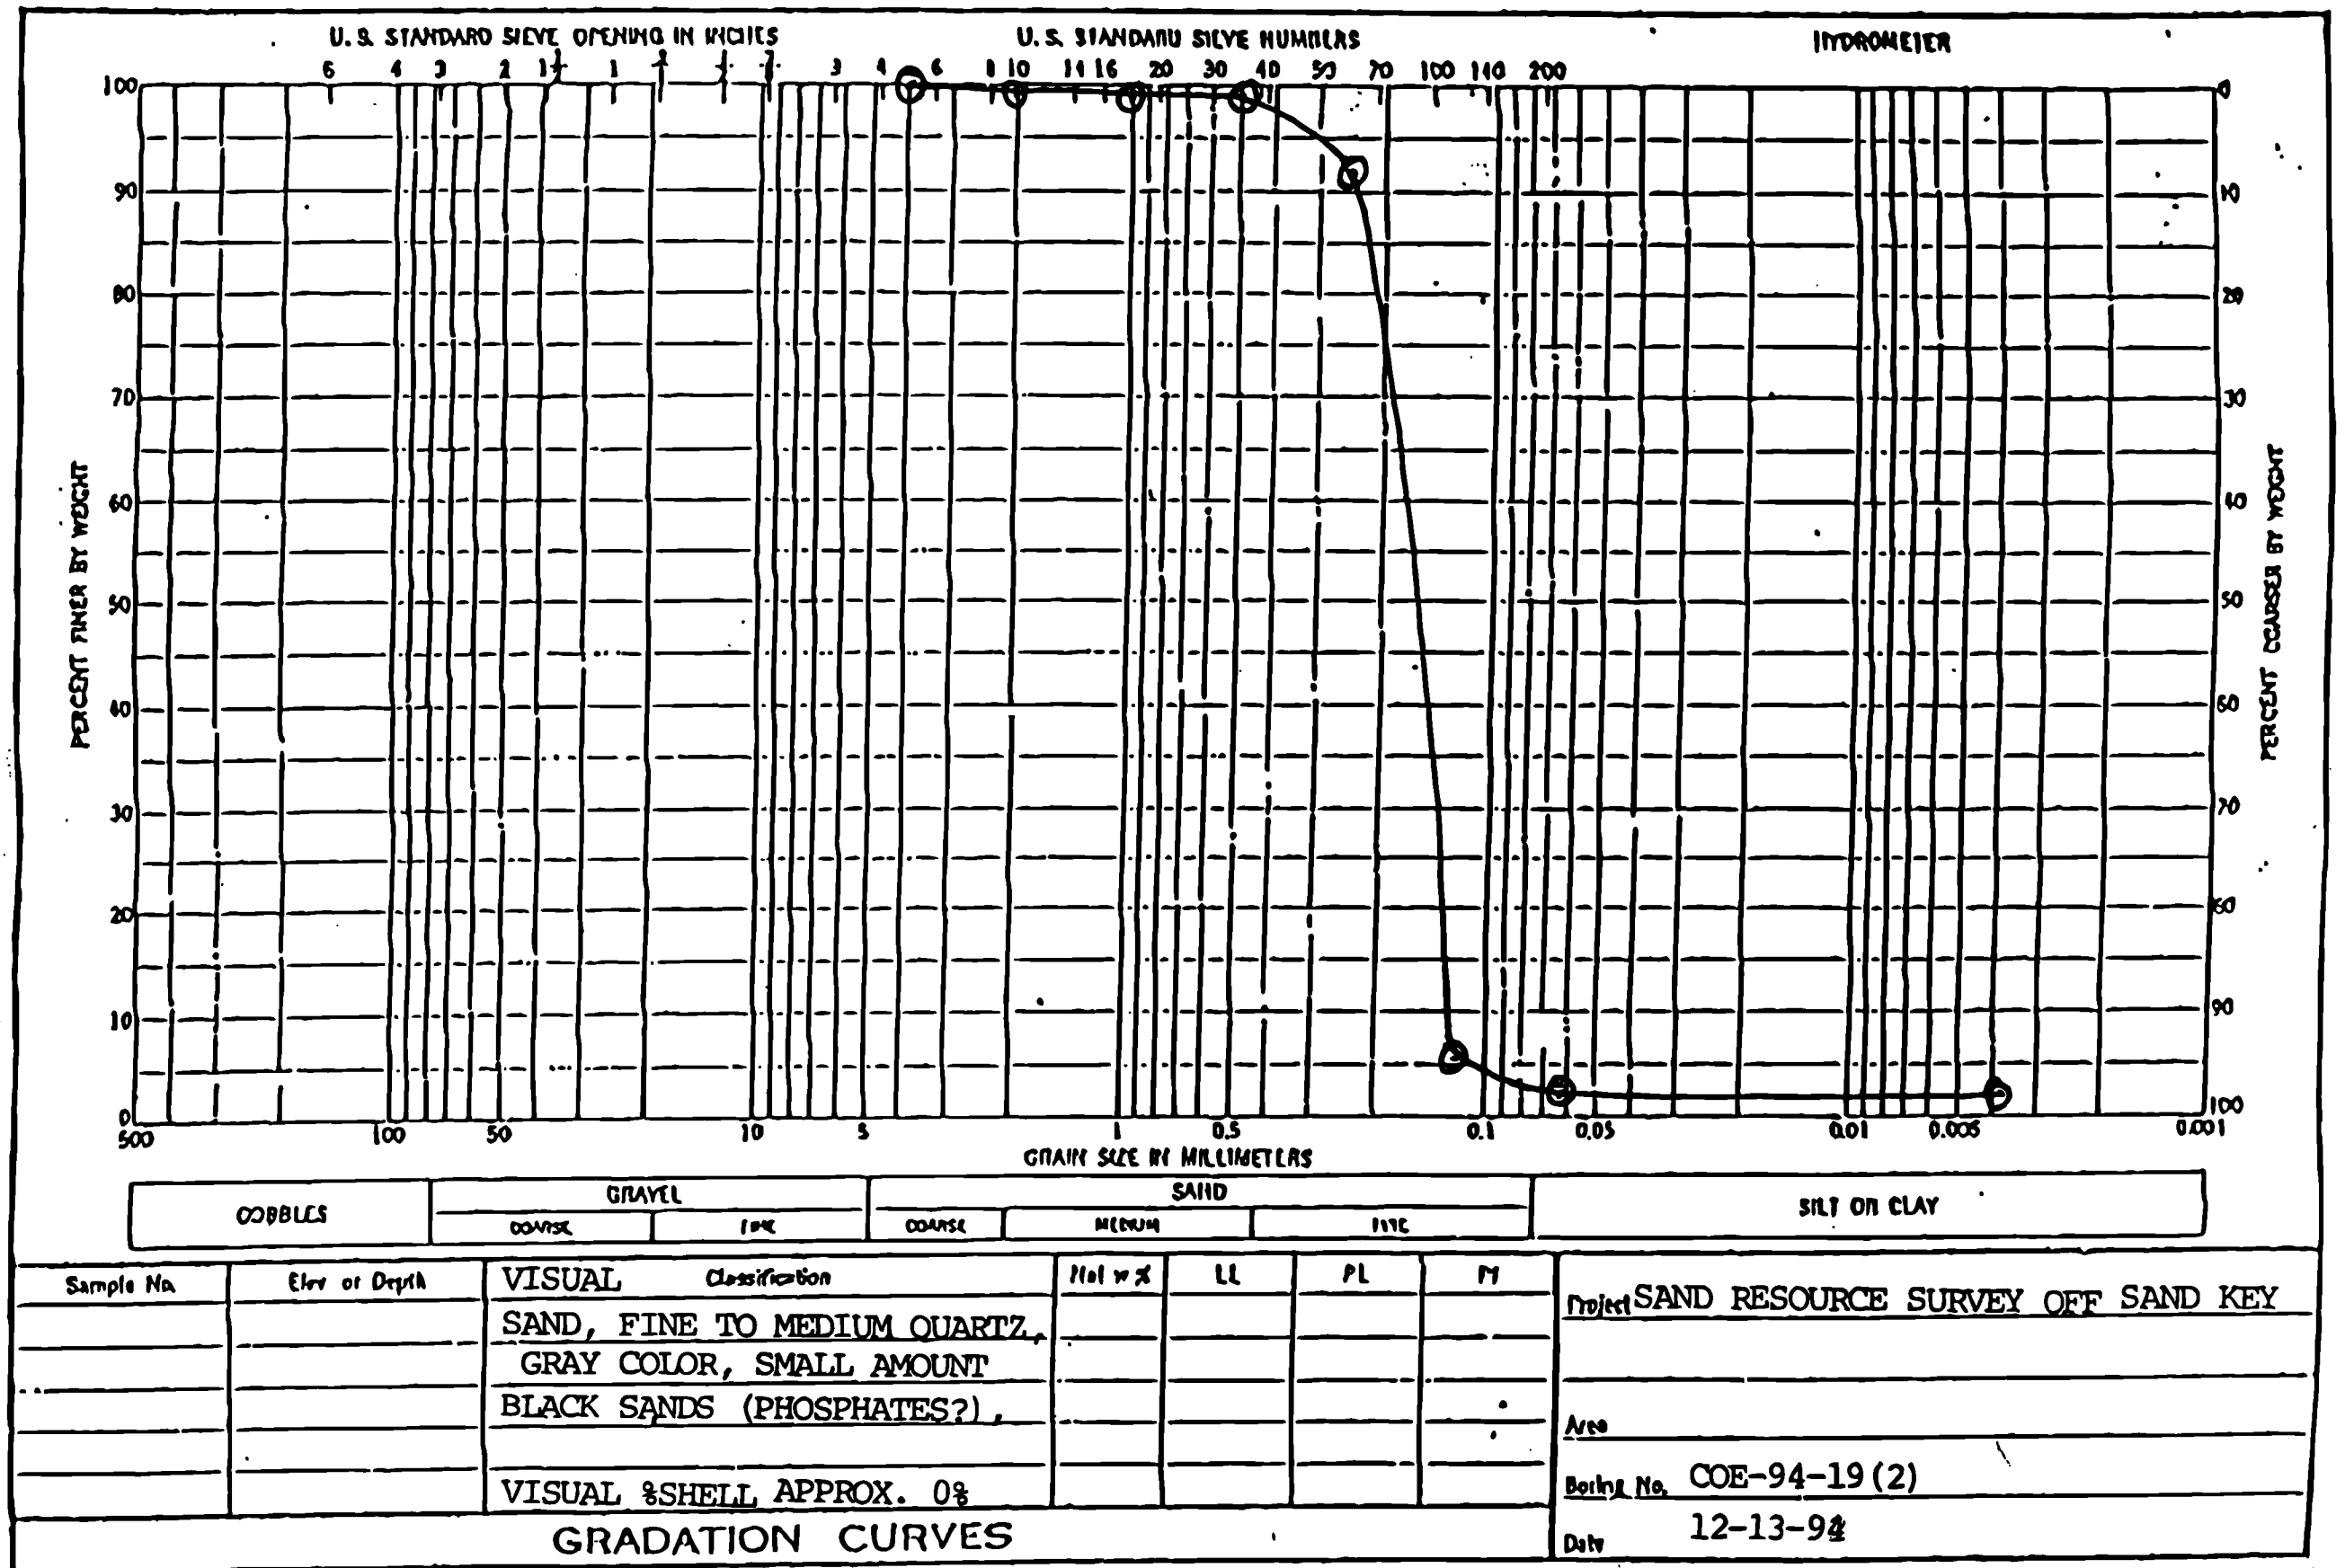 U.S. STANDARD SIEVE OPENING IN INCHES
U.S. STANDARD SIEVE NUMBERS
HYDROMETER
6 4 3 2 1 3 4 6 8 10 14 16 20 30 40 50 70 100 140 200
100 90 80 70 60 50 40 30 20 10 0
PERCENT FINER BY WEIGHT
0 10 20 30 40 50 60 70 80 90 100
PERCENT COARSER BY WEIGHT
500 100 50 10 5 1 0.5 0.1 0.05 0.01 0.005 0.001
GRAIN SIZE IN MILLIMETERS
COBBLES
GRAVEL
COARSE FINE
SAND
COARSE MEDIUM FINE
SILT OR CLAY
Sample No. Elev or Depth VISUAL Classification Nat w % LL PL PI
SAND, FINE TO MEDIUM QUARTZ,
GRAY COLOR, SMALL AMOUNT
BLACK SANDS (PHOSPHATES?),
VISUAL %SHELL APPROX. 0%
Project SAND RESOURCE SURVEY OFF SAND KEY
Area
Boring No. COE-94-19(2)
Date 12-13-94
GRADATION CURVES